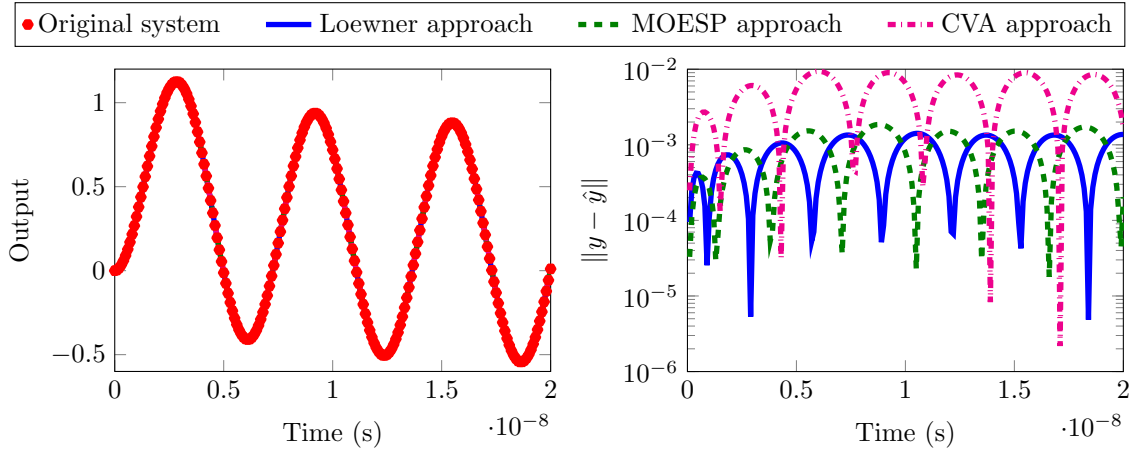 Original system Loewner approach MOESP approach CVA approach
1
0.5
0
−0.5
Output
0 0.5 1 1.5 2
Time (s)
·10⁻⁸
10⁻²
10⁻³
10⁻⁴
10⁻⁵
10⁻⁶
||y − ŷ||
0 0.5 1 1.5 2
Time (s)
·10⁻⁸